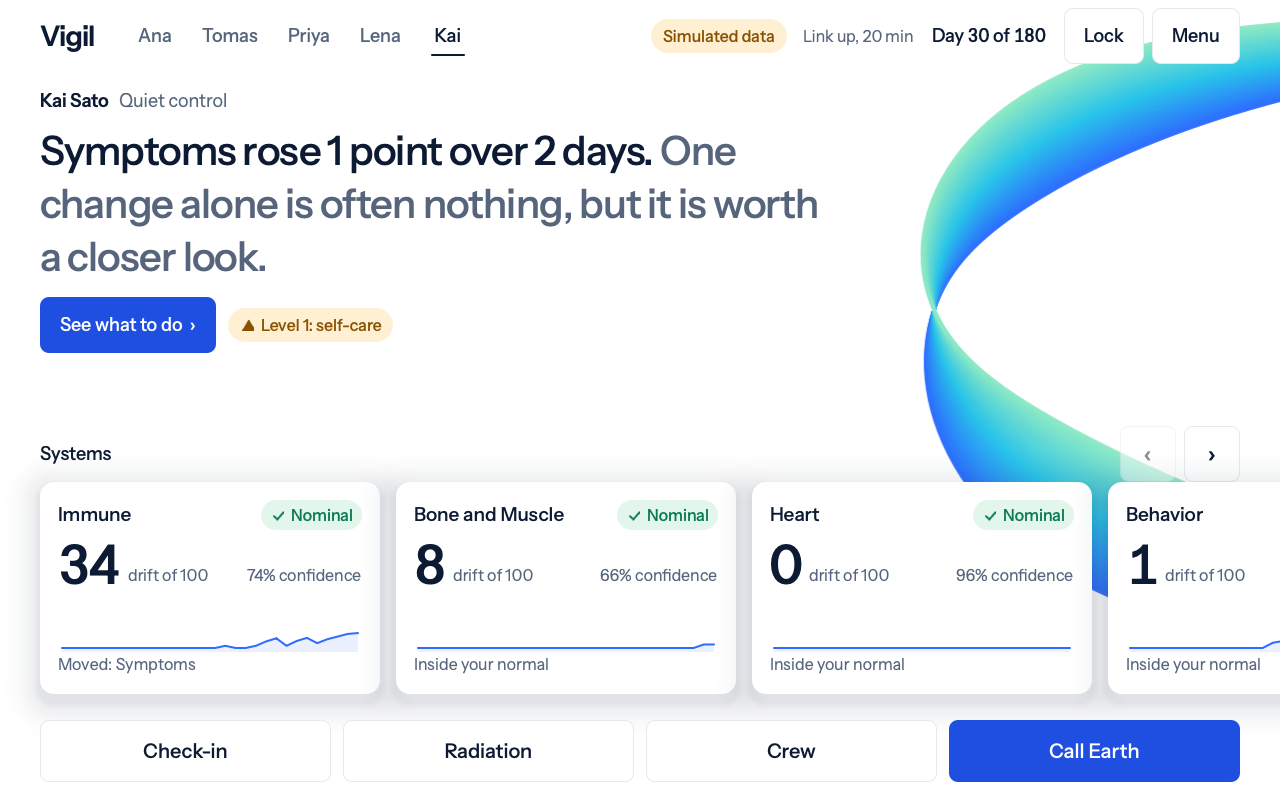 Vigil Ana Tomas Priya Lena Kai Simulated data Link up, 20 min Day 30 of 180 Lock Menu
Kai Sato Quiet control
Symptoms rose 1 point over 2 days. One
change alone is often nothing, but it is worth
a closer look.
See what to do › Level 1: self-care
Systems ‹ ›
Immune Nominal
34 drift of 100 74% confidence
Moved: Symptoms
Bone and Muscle Nominal
8 drift of 100 66% confidence
Inside your normal
Heart Nominal
0 drift of 100 96% confidence
Inside your normal
Behavior
1 drift of 100
Inside your normal
Check-in Radiation Crew Call Earth